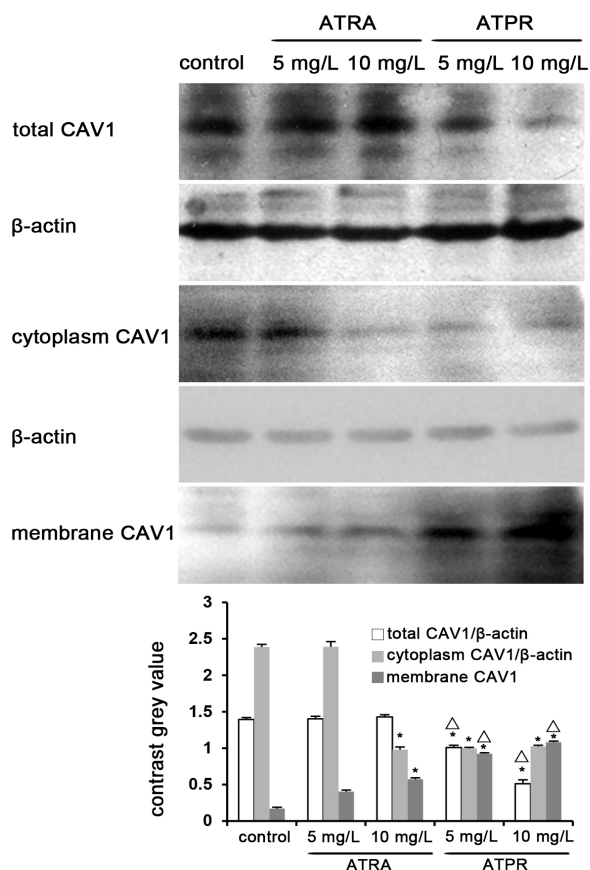 ATRA ATPR
control 5 mg/L 10 mg/L 5 mg/L 10 mg/L
total CAV1
β-actin
cytoplasm CAV1
β-actin
membrane CAV1
3
2.5
2
1.5
1
0.5
0
contrast grey value
total CAV1/β-actin
cytoplasm CAV1/β-actin
membrane CAV1
* * △ * * △ * △ * * △ *
control 5 mg/L 10 mg/L 5 mg/L 10 mg/L
ATRA ATPR